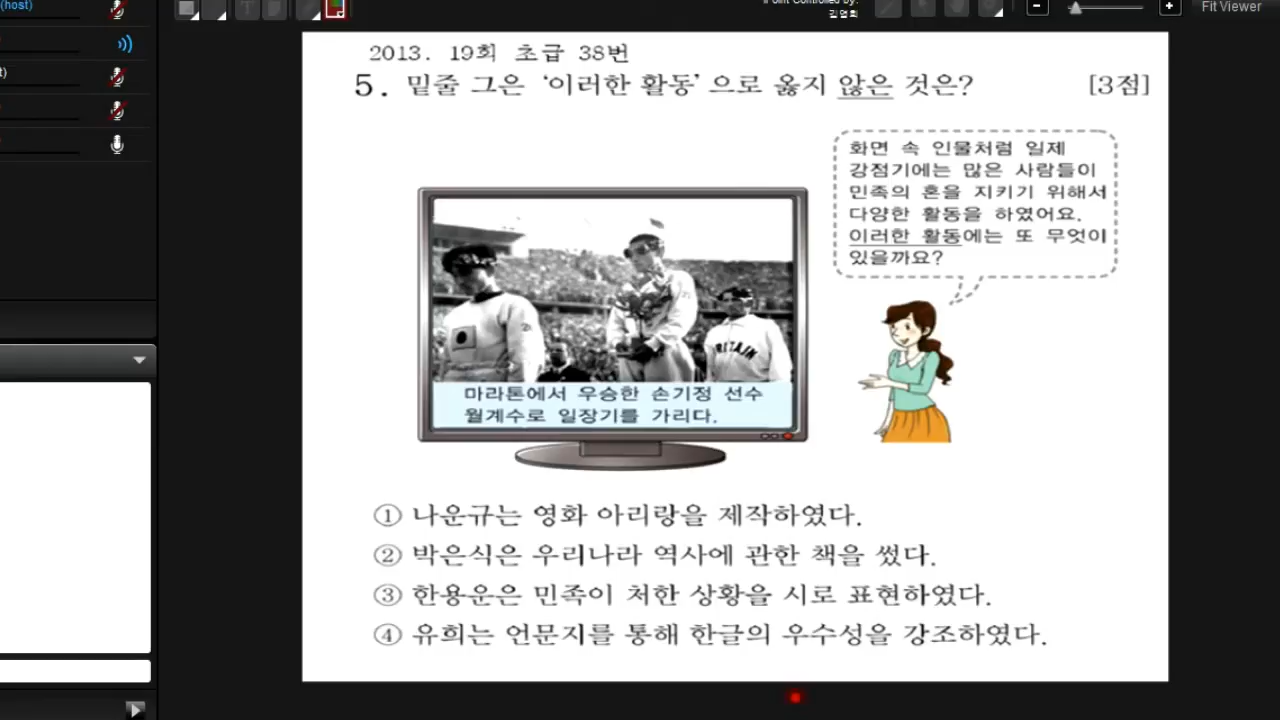 (host)
Point Controlled by:
김영희
Fit Viewer
2013. 19회 초급 38번
5. 밑줄 그은 ‘이러한 활동’으로 옳지 않은 것은? [3점]
화면 속 인물처럼 일제
강점기에는 많은 사람들이
민족의 혼을 지키기 위해서
다양한 활동을 하였어요.
이러한 활동에는 또 무엇이
있을까요?
RITAIN
마라톤에서 우승한 손기정 선수
월계수로 일장기를 가리다.
① 나운규는 영화 아리랑을 제작하였다.
② 박은식은 우리나라 역사에 관한 책을 썼다.
③ 한용운은 민족이 처한 상황을 시로 표현하였다.
④ 유희는 언문지를 통해 한글의 우수성을 강조하였다.